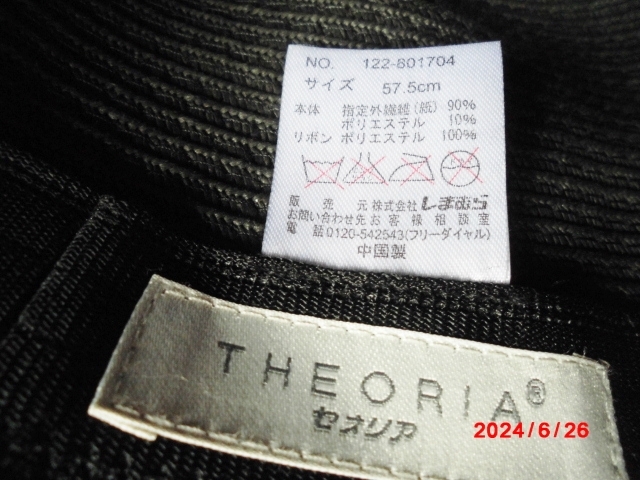 NO. 122-801704
サイズ 57.5cm
本体 指定外繊維(紙) 90%
ポリエステル 10%
リボン ポリエステル 100%
販売元 株式会社しまむら
お問い合わせ先お客様相談室
電話0120-542543(フリーダイヤル)
中国製
THEORIA®
セオリア
2024/6/26